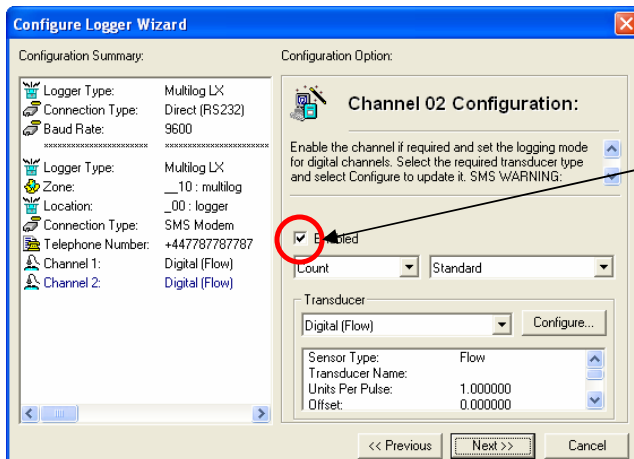 Configure Logger Wizard
Configuration Summary:
Logger Type: Multilog LX
Connection Type: Direct (RS232)
Baud Rate: 9600
********************** **********************
Logger Type: Multilog LX
Zone: __10 : multilog
Location: _00 : logger
Connection Type: SMS Modem
Telephone Number: +447787787787
Channel 1: Digital (Flow)
Channel 2: Digital (Flow)
Configuration Option:
Channel 02 Configuration:
Enable the channel if required and set the logging mode
for digital channels. Select the required transducer type
and select Configure to update it. SMS WARNING:
Enabled
Count Standard
Transducer
Digital (Flow) Configure...
Sensor Type: Flow
Transducer Name:
Units Per Pulse: 1.000000
Offset: 0.000000
<< Previous Next >> Cancel